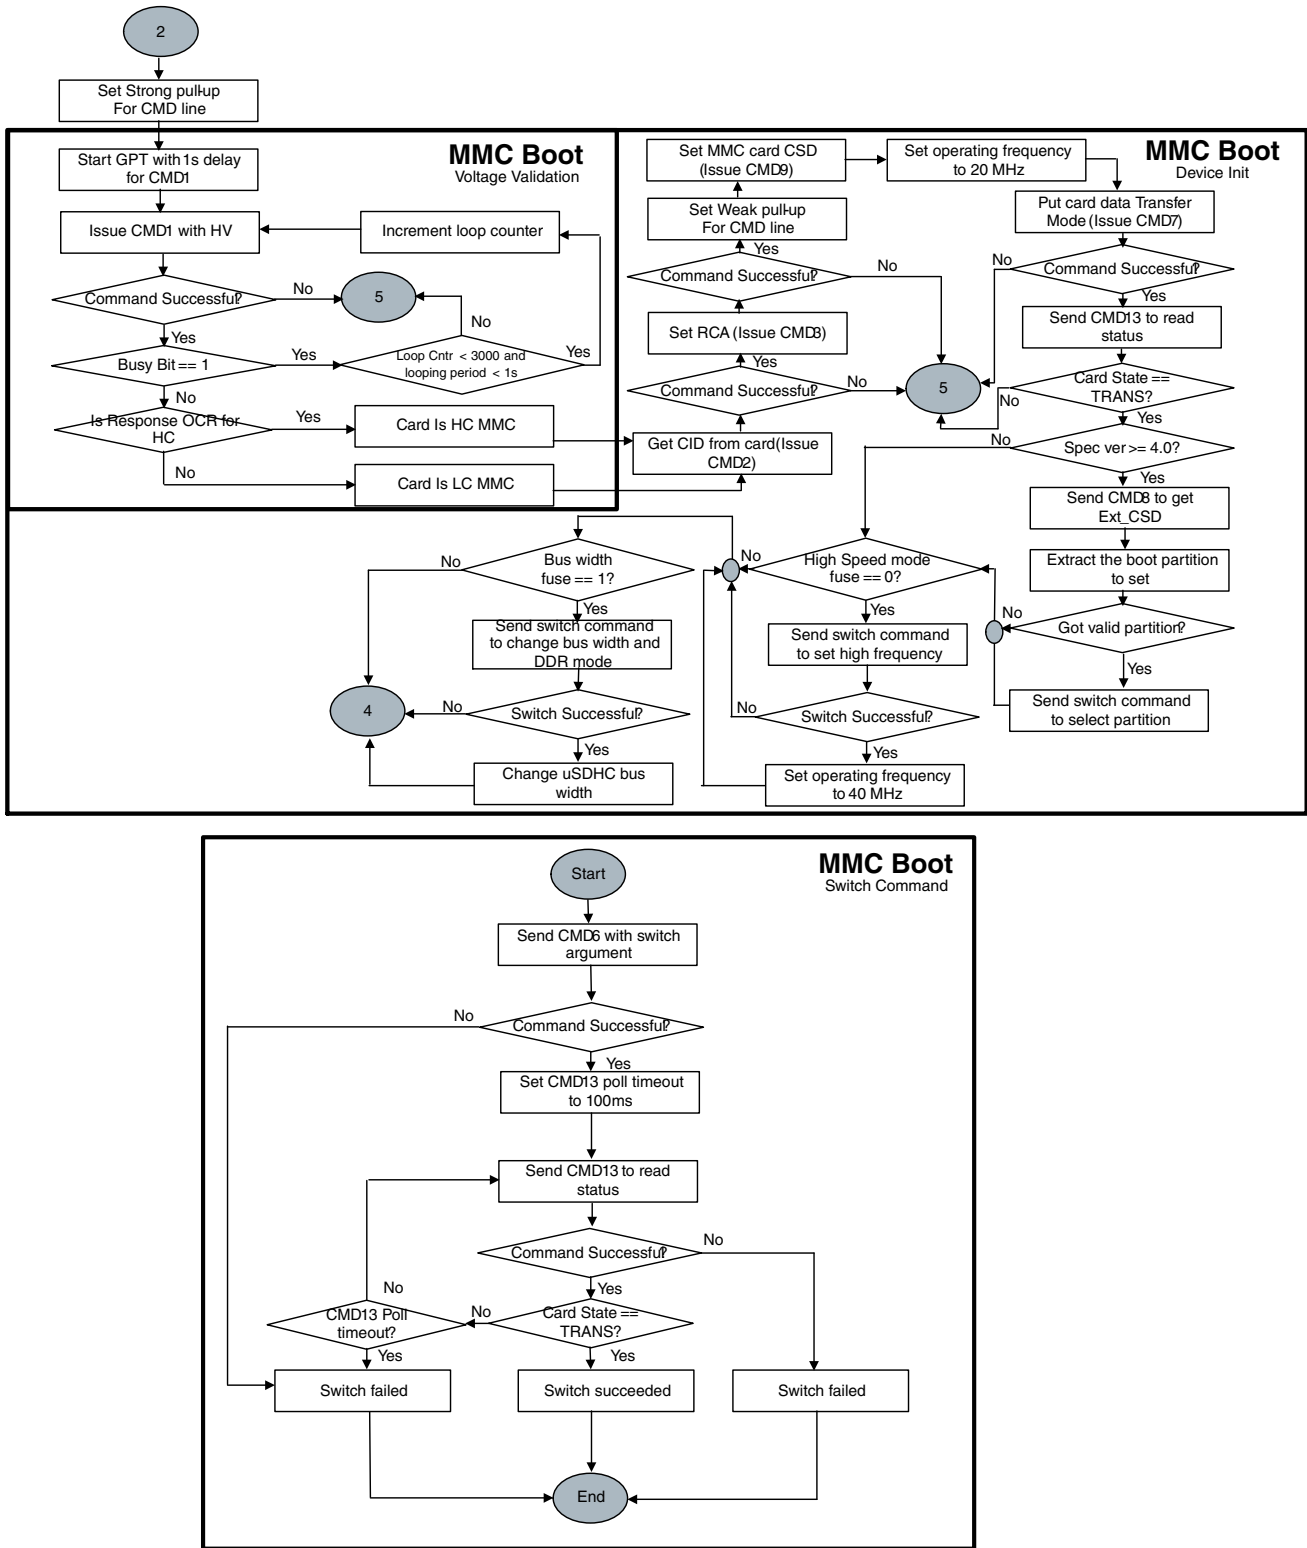 2
Set Strong pull-up
For CMD line
MMC Boot
Voltage Validation
Start GPT with 1s delay
for CMD1
Issue CMD1 with HV
Increment loop counter
Command Successful?
No
5
Yes
No
Busy Bit == 1
Yes
Loop Cntr < 3000 and
looping period < 1s
Yes
No
Is Response OCR for
HC
Yes
Card Is HC MMC
No
Card Is LC MMC
MMC Boot
Device Init
Set MMC card CSD
(Issue CMD9)
Set operating frequency
to 20 MHz
Set Weak pull-up
For CMD line
Put card data Transfer
Mode (Issue CMD7)
Yes
Command Successful?
No
No
Command Successful?
Yes
Set RCA (Issue CMD3)
Send CMD13 to read
status
Yes
Command Successful?
No
5
Card State ==
TRANS?
No
Yes
Get CID from card(Issue
CMD2)
No
Spec ver >= 4.0?
Yes
Send CMD8 to get
Ext_CSD
No
Bus width
fuse == 1?
No
High Speed mode
fuse == 0?
Extract the boot partition
to set
Yes
Yes
No
Send switch command
to change bus width and
DDR mode
Send switch command
to set high frequency
Got valid partition?
Yes
4
No
Switch Successful?
No
Switch Successful?
Send switch command
to select partition
Yes
Yes
Change uSDHC bus
width
Set operating frequency
to 40 MHz
MMC Boot
Switch Command
Start
Send CMD6 with switch
argument
No
Command Successful?
Yes
Set CMD13 poll timeout
to 100ms
Send CMD13 to read
status
Command Successful?
No
No
Yes
CMD13 Poll
timeout?
No
Card State ==
TRANS?
Yes
Yes
Switch failed
Switch succeeded
Switch failed
End